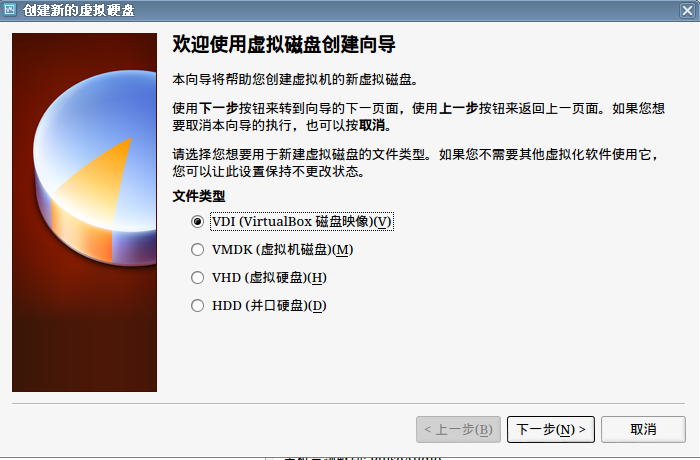 创建新的虚拟硬盘
欢迎使用虚拟磁盘创建向导
本向导将帮助您创建虚拟机的新虚拟磁盘。
使用下一步按钮来转到向导的下一页面，使用上一步按钮来返回上一页面。如果您想
要取消本向导的执行，也可以按取消。
请选择您想要用于新建虚拟磁盘的文件类型。如果您不需要其他虚拟化软件使用它，
您可以让此设置保持不更改状态。
文件类型
VDI (VirtualBox 磁盘映像)(V)
VMDK (虚拟机磁盘)(M)
VHD (虚拟硬盘)(H)
HDD (并口硬盘)(D)
< 上一步(B)
下一步(N) >
取消